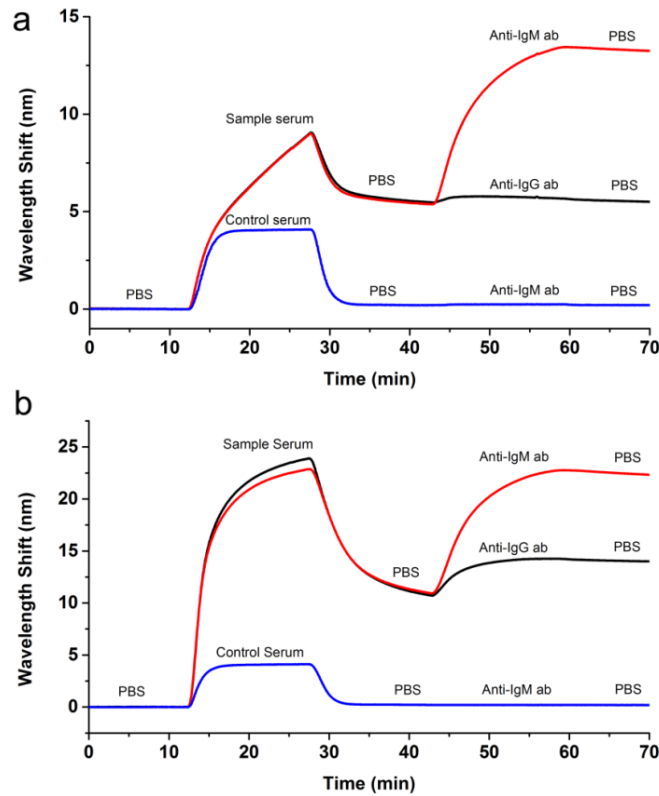 a
Wavelength Shift (nm)
15
10
5
0
PBS
Sample serum
Control serum
PBS
PBS
Anti-IgM ab
PBS
Anti-IgG ab
PBS
Anti-IgM ab
PBS
0 10 20 30 40 50 60 70
Time (min)
b
Wavelength Shift (nm)
25
20
15
10
5
0
PBS
Sample Serum
Control Serum
PBS
PBS
Anti-IgM ab
PBS
Anti-IgG ab
PBS
Anti-IgM ab
PBS
0 10 20 30 40 50 60 70
Time (min)